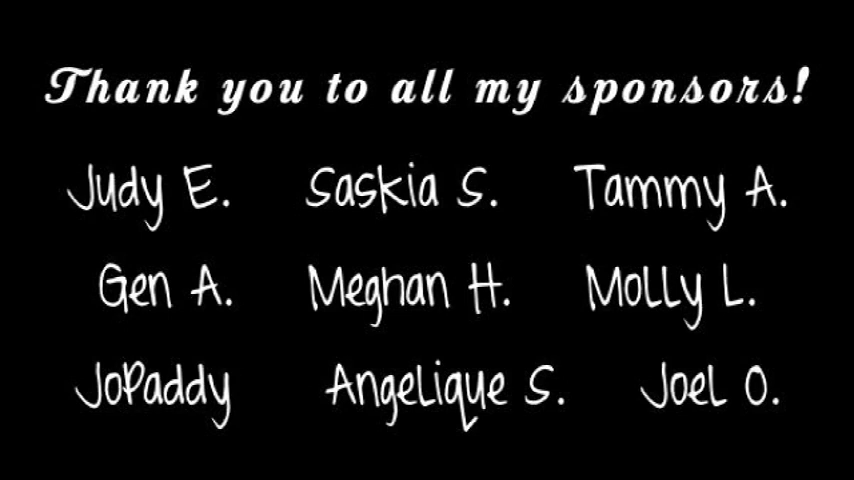 Thank you to all my sponsors!
Judy E. Saskia S. Tammy A.
Gen A. Meghan H. Molly L.
JoPaddy Angelique S. Joel O.